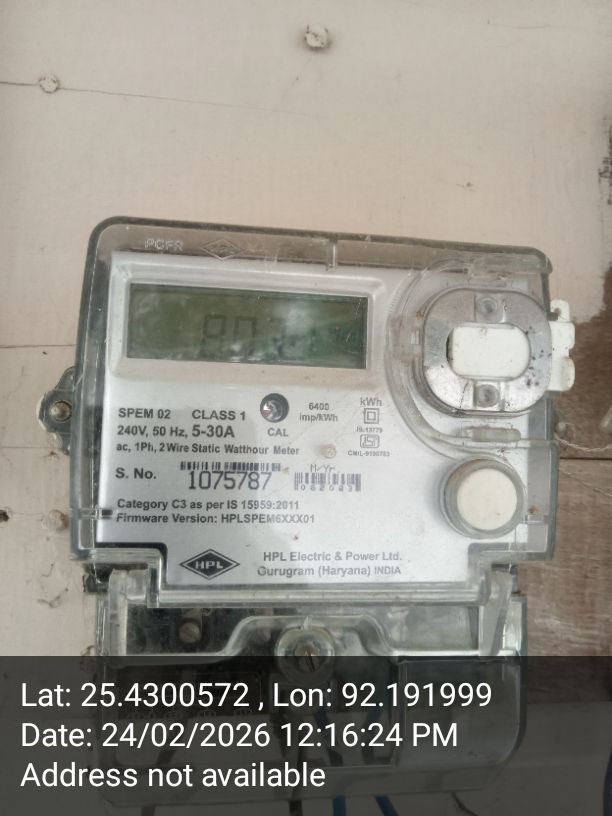 PCFR
SPEM 02 CLASS 1
240V, 50 Hz, 5-30A
CAL
6400
imp/kWh
kWh
IS:13779
ac, 1Ph, 2 Wire Static Watthour Meter
S. No. 1075787
M/Yr.
Category C3 as per IS 15959:2011
Firmware Version: HPLSPEM6XXX01
HPL
HPL Electric & Power Ltd.
Gurugram (Haryana) INDIA
Lat: 25.4300572 , Lon: 92.191999
Date: 24/02/2026 12:16:24 PM
Address not available